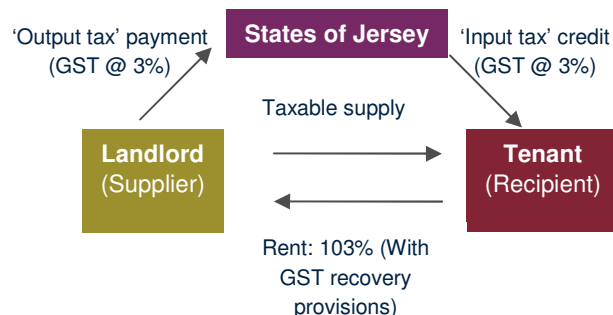 ‘Output tax’ payment
(GST @ 3%)
States of Jersey
‘Input tax’ credit
(GST @ 3%)
Taxable supply
Landlord
(Supplier)
Tenant
(Recipient)
Rent: 103% (With
GST recovery
provisions)